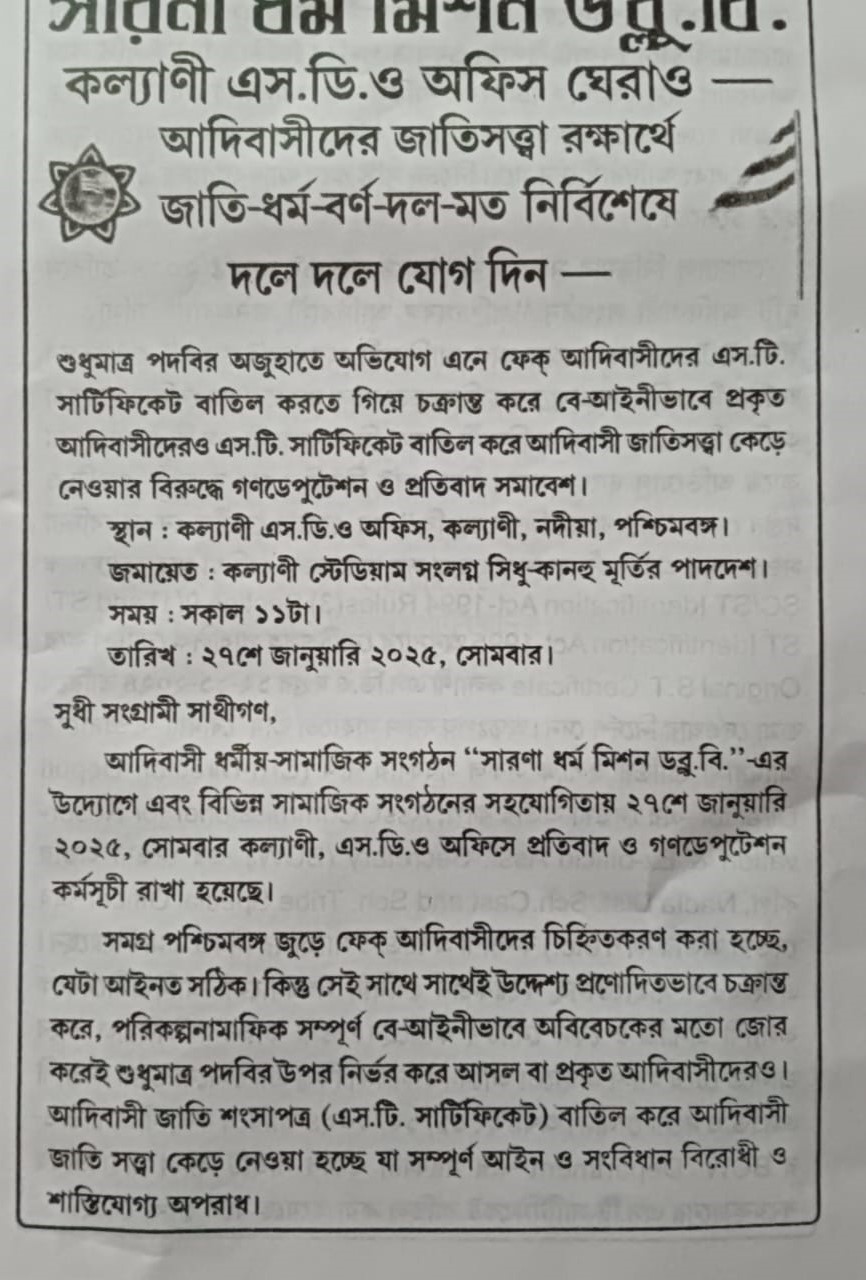 সারনা ধর্ম মিশন ডব্লু.বি.
কল্যাণী এস.ডি.ও অফিস ঘেরাও —
আদিবাসীদের জাতিসত্ত্বা রক্ষার্থে
জাতি-ধর্ম-বর্ণ-দল-মত নির্বিশেষে
দলে দলে যোগ দিন —
শুধুমাত্র পদবির অজুহাতে অভিযোগ এনে ফেক্ আদিবাসীদের এস.টি.
সার্টিফিকেট বাতিল করতে গিয়ে চক্রান্ত করে বে-আইনীভাবে প্রকৃত
আদিবাসীদেরও এস.টি. সার্টিফিকেট বাতিল করে আদিবাসী জাতিসত্ত্বা কেড়ে
নেওয়ার বিরুদ্ধে গণডেপুটেশন ও প্রতিবাদ সমাবেশ।
স্থান : কল্যাণী এস.ডি.ও অফিস, কল্যাণী, নদীয়া, পশ্চিমবঙ্গ।
জমায়েত : কল্যাণী স্টেডিয়াম সংলগ্ন সিধু-কানহু মূর্তির পাদদেশ।
সময় : সকাল ১১টা।
তারিখ : ২৭শে জানুয়ারি ২০২৫, সোমবার।
সুধী সংগ্রামী সাথীগণ,
আদিবাসী ধর্মীয়-সামাজিক সংগঠন “সারণা ধর্ম মিশন ডব্লু.বি.”-এর
উদ্যোগে এবং বিভিন্ন সামাজিক সংগঠনের সহযোগিতায় ২৭শে জানুয়ারি
২০২৫, সোমবার কল্যাণী, এস.ডি.ও অফিসে প্রতিবাদ ও গণডেপুটেশন
কর্মসূচী রাখা হয়েছে।
সমগ্র পশ্চিমবঙ্গ জুড়ে ফেক্ আদিবাসীদের চিহ্নিতকরণ করা হচ্ছে,
যেটা আইনত সঠিক। কিন্তু সেই সাথে সাথেই উদ্দেশ্য প্রণোদিতভাবে চক্রান্ত
করে, পরিকল্পনামাফিক সম্পূর্ণ বে-আইনীভাবে অবিবেচকের মতো জোর
করেই শুধুমাত্র পদবির উপর নির্ভর করে আসল বা প্রকৃত আদিবাসীদেরও।
আদিবাসী জাতি শংসাপত্র (এস.টি. সার্টিফিকেট) বাতিল করে আদিবাসী
জাতি সত্ত্বা কেড়ে নেওয়া হচ্ছে যা সম্পূর্ণ আইন ও সংবিধান বিরোধী ও
শাস্তিযোগ্য অপরাধ।